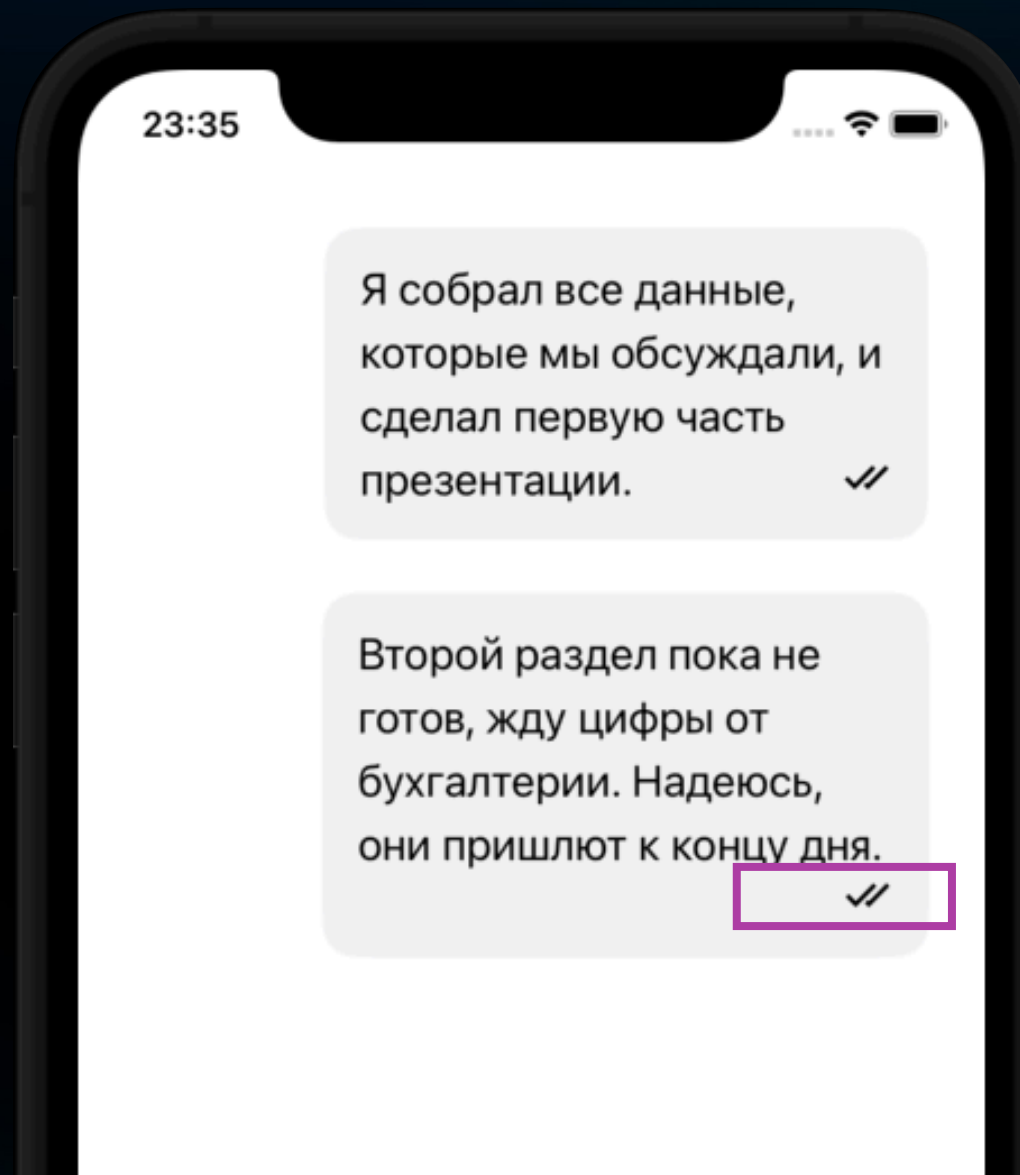 23:35
Я собрал все данные,
которые мы обсуждали, и
сделал первую часть
презентации.
Второй раздел пока не
готов, жду цифры от
бухгалтерии. Надеюсь,
они пришлют к концу дня.